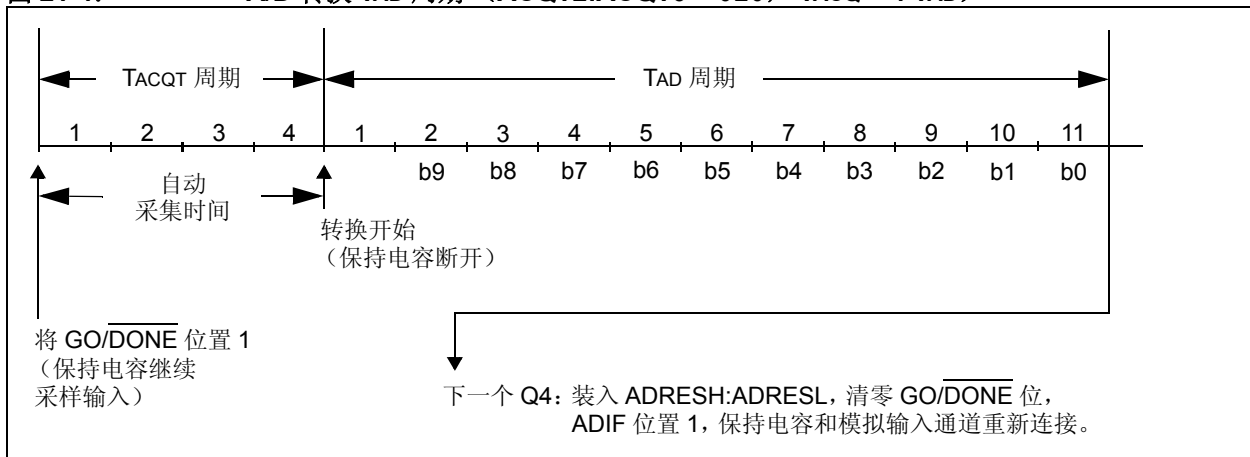 TACQT 周期 TAD 周期
1 2 3 4 1 2 3 4 5 6 7 8 9 10 11
b9 b8 b7 b6 b5 b4 b3 b2 b1 b0
自动
采集时间
转换开始
（保持电容断开）
将 GO/DONE 位置 1
（保持电容继续
采样输入）
下一个 Q4：装入 ADRESH:ADRESL，清零 GO/DONE 位，
ADIF 位置 1，保持电容和模拟输入通道重新连接。